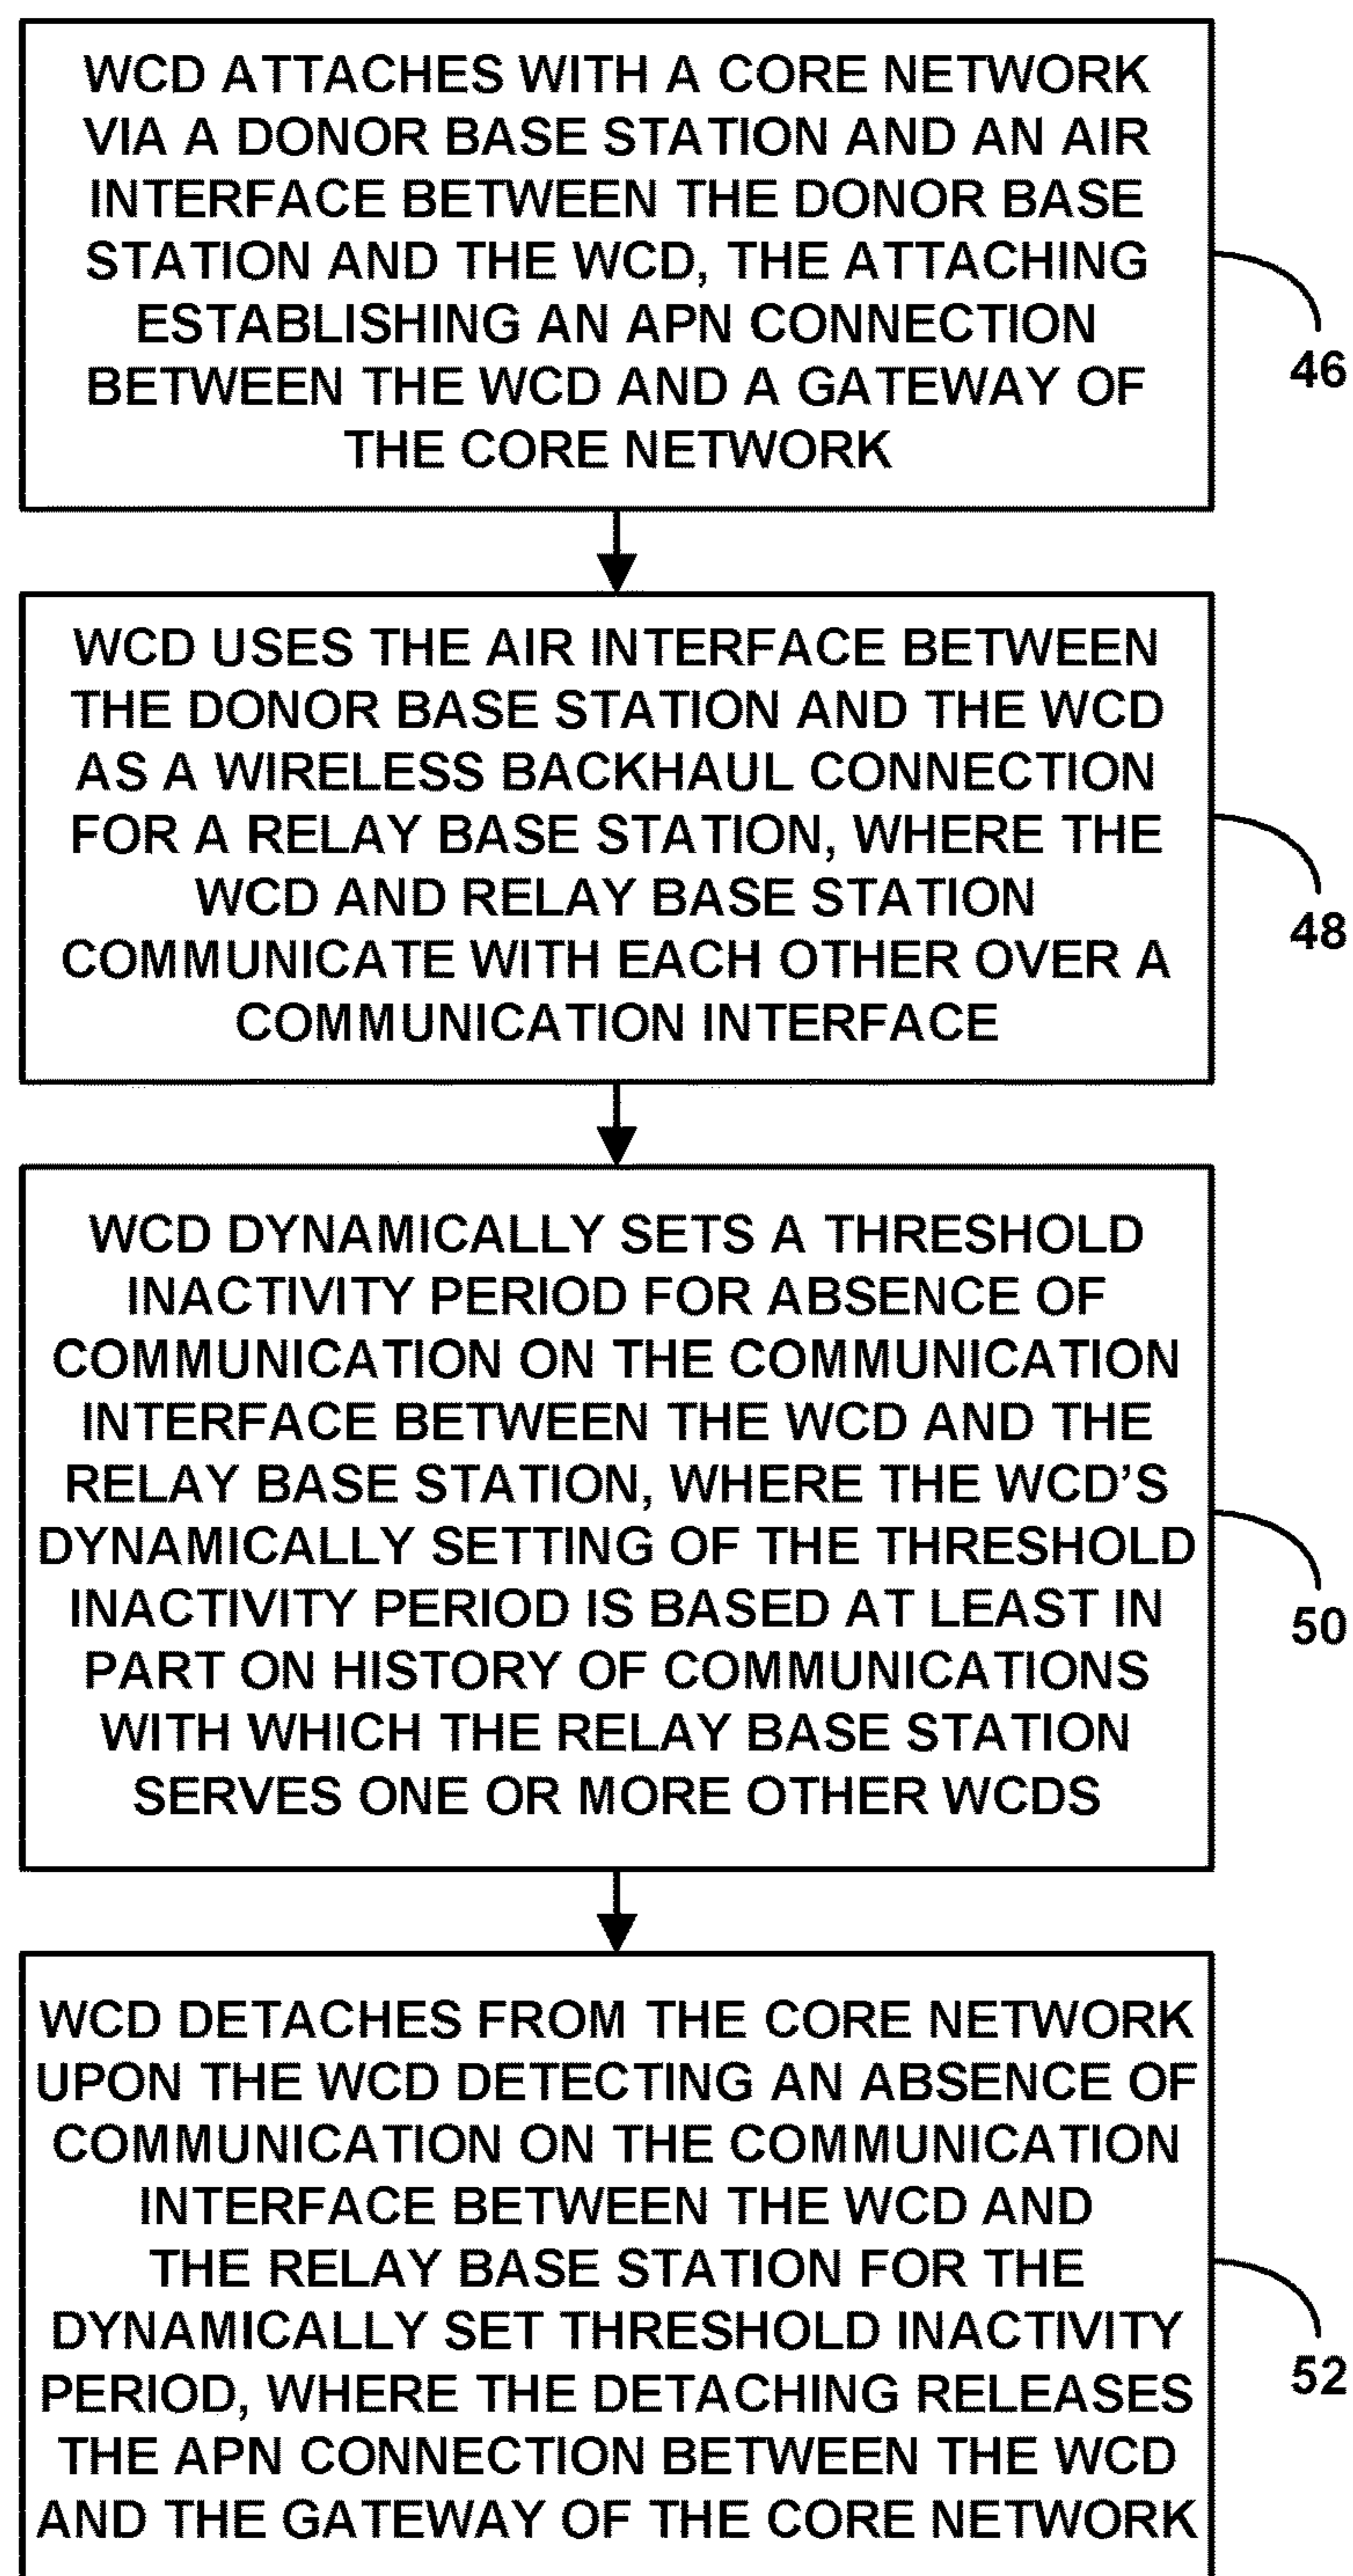 WCD ATTACHES WITH A CORE NETWORK
VIA A DONOR BASE STATION AND AN AIR
INTERFACE BETWEEN THE DONOR BASE
STATION AND THE WCD, THE ATTACHING
ESTABLISHING AN APN CONNECTION
BETWEEN THE WCD AND A GATEWAY OF
THE CORE NETWORK
46
WCD USES THE AIR INTERFACE BETWEEN
THE DONOR BASE STATION AND THE WCD
AS A WIRELESS BACKHAUL CONNECTION
FOR A RELAY BASE STATION, WHERE THE
WCD AND RELAY BASE STATION
COMMUNICATE WITH EACH OTHER OVER A
COMMUNICATION INTERFACE
48
WCD DYNAMICALLY SETS A THRESHOLD
INACTIVITY PERIOD FOR ABSENCE OF
COMMUNICATION ON THE COMMUNICATION
INTERFACE BETWEEN THE WCD AND THE
RELAY BASE STATION, WHERE THE WCD'S
DYNAMICALLY SETTING OF THE THRESHOLD
INACTIVITY PERIOD IS BASED AT LEAST IN
PART ON HISTORY OF COMMUNICATIONS
WITH WHICH THE RELAY BASE STATION
SERVES ONE OR MORE OTHER WCDS
50
WCD DETACHES FROM THE CORE NETWORK
UPON THE WCD DETECTING AN ABSENCE OF
COMMUNICATION ON THE COMMUNICATION
INTERFACE BETWEEN THE WCD AND
THE RELAY BASE STATION FOR THE
DYNAMICALLY SET THRESHOLD INACTIVITY
PERIOD, WHERE THE DETACHING RELEASES
THE APN CONNECTION BETWEEN THE WCD
AND THE GATEWAY OF THE CORE NETWORK
52